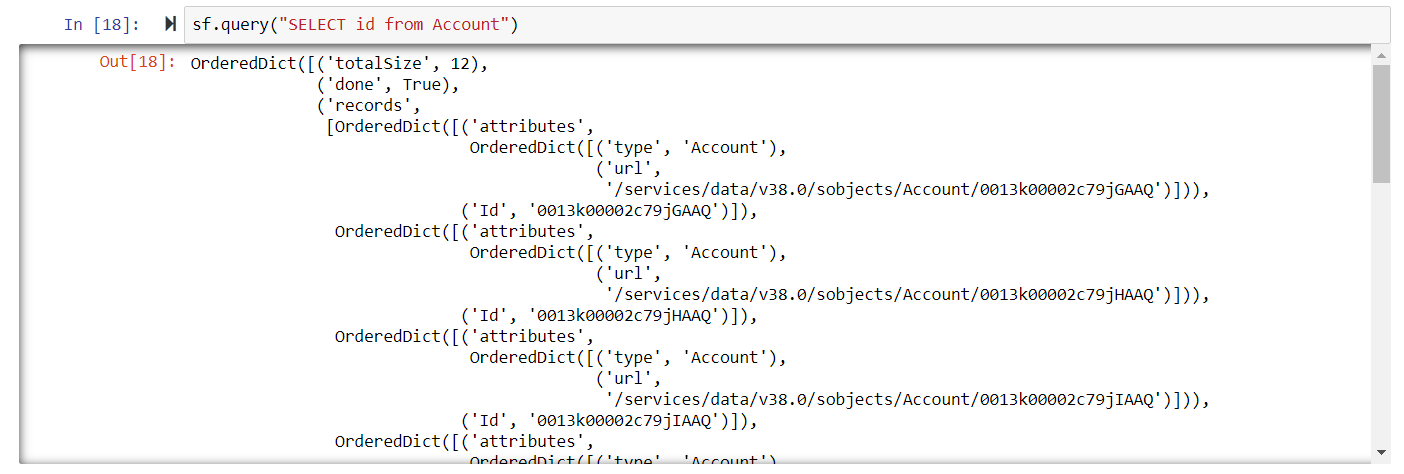 In [18]: sf.query("SELECT id from Account")
Out[18]: OrderedDict([('totalSize', 12),
('done', True),
('records',
[OrderedDict([('attributes',
OrderedDict([('type', 'Account'),
('url',
'/services/data/v38.0/sobjects/Account/0013k00002c79jGAAQ')])),
('Id', '0013k00002c79jGAAQ')]),
OrderedDict([('attributes',
OrderedDict([('type', 'Account'),
('url',
'/services/data/v38.0/sobjects/Account/0013k00002c79jHAAQ')])),
('Id', '0013k00002c79jHAAQ')]),
OrderedDict([('attributes',
OrderedDict([('type', 'Account'),
('url',
'/services/data/v38.0/sobjects/Account/0013k00002c79jIAAQ')])),
('Id', '0013k00002c79jIAAQ')]),
OrderedDict([('attributes',
OrderedDict([('type', 'Account')